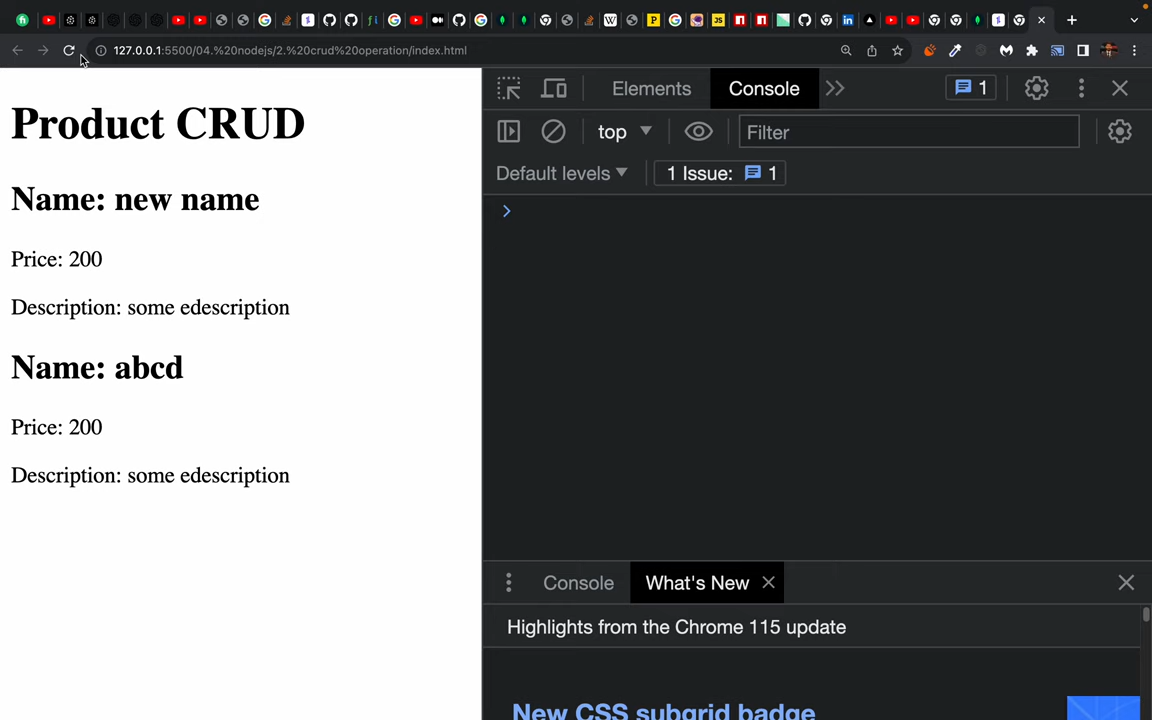 127.0.0.1:5500/04.%20nodejs/2.%20crud%20operation/index.html
Product CRUD
Name: new name
Price: 200
Description: some edescription
Name: abcd
Price: 200
Description: some edescription
Elements
Console
1
top
Filter
Default levels
1 Issue:
1
Console
What's New
Highlights from the Chrome 115 update
New CSS subgrid badge